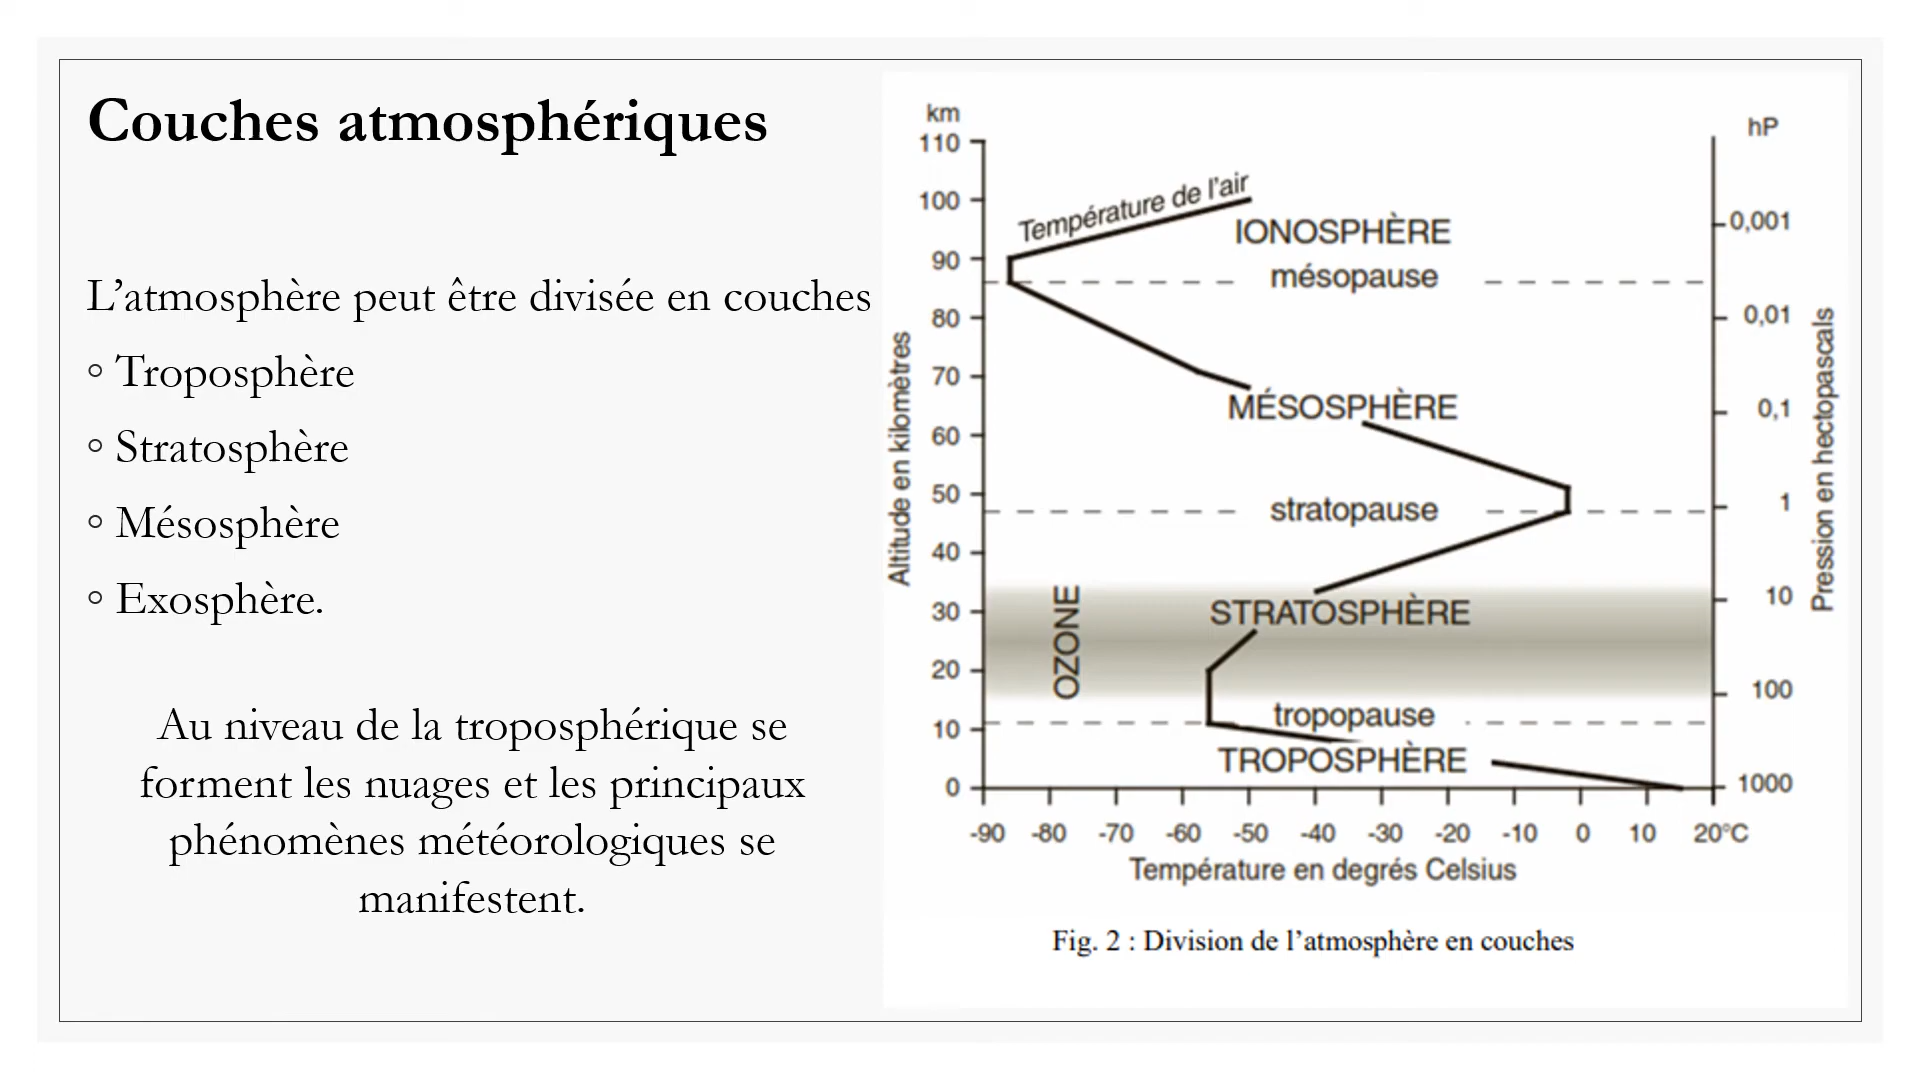 Couches atmosphériques
L’atmosphère peut être divisée en couches
◦ Troposphère
◦ Stratosphère
◦ Mésosphère
◦ Exosphère.
Au niveau de la troposphérique se
forment les nuages et les principaux
phénomènes météorologiques se
manifestent.
km
110
100
90
80
70
60
50
40
30
20
10
0
Altitude en kilomètres
Température de l’air
IONOSPHÈRE
mésopause
MÉSOSPHÈRE
stratopause
OZONE
STRATOSPHÈRE
tropopause
TROPOSPHÈRE
hP
0,001
0,01
0,1
1
10
100
1000
Pression en hectopascals
-90 -80 -70 -60 -50 -40 -30 -20 -10 0 10 20°C
Température en degrés Celsius
Fig. 2 : Division de l’atmosphère en couches